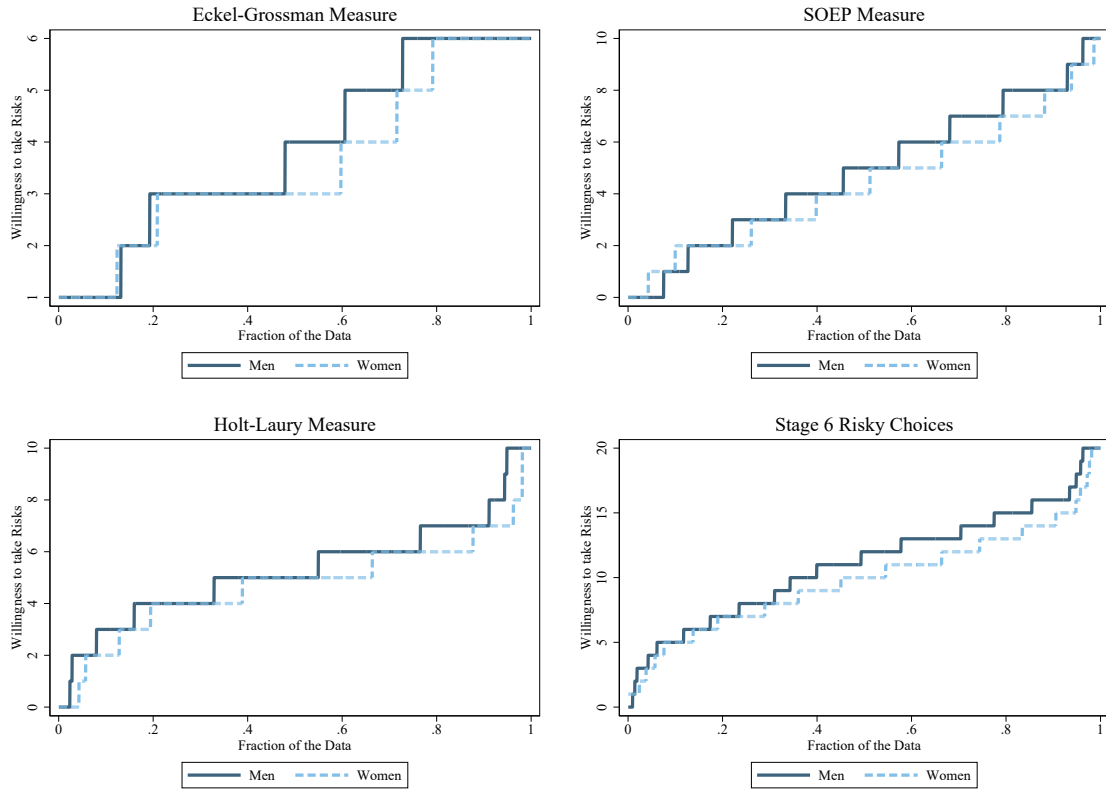 Eckel-Grossman Measure
Willingness to take Risks
6
5
4
3
2
1
0 .2 .4 .6 .8 1
Fraction of the Data
Men Women
SOEP Measure
Willingness to take Risks
10
8
6
4
2
0
0 .2 .4 .6 .8 1
Fraction of the Data
Men Women
Holt-Laury Measure
Willingness to take Risks
10
8
6
4
2
0
0 .2 .4 .6 .8 1
Fraction of the Data
Men Women
Stage 6 Risky Choices
Willingness to take Risks
20
15
10
5
0
0 .2 .4 .6 .8 1
Fraction of the Data
Men Women